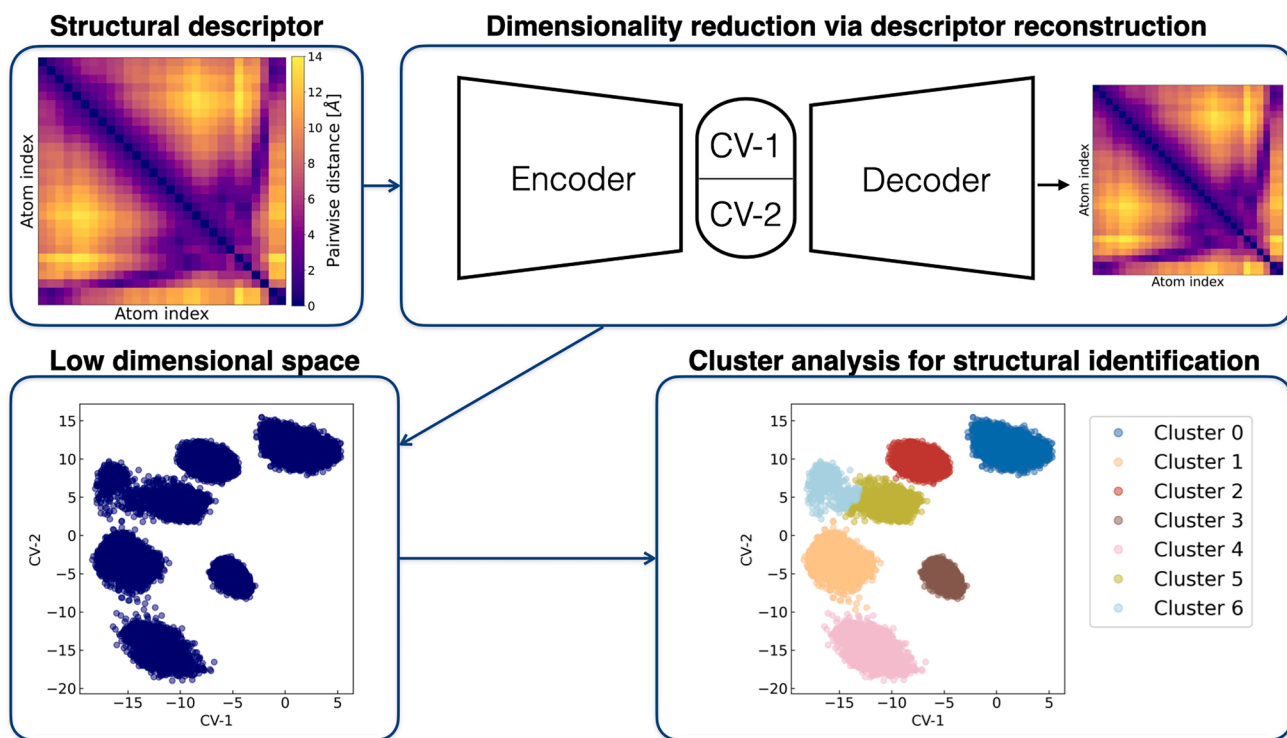 Structural descriptor
Dimensionality reduction via descriptor reconstruction
Atom index
14
12
10
8
6
4
2
0
Pairwise distance [Å]
Atom index
Encoder
CV-1
CV-2
Decoder
Atom index
Atom index
Low dimensional space
Cluster analysis for structural identification
CV-2
15
10
5
0
−5
−10
−15
−20
−15
−10
−5
0
5
CV-1
CV-2
15
10
5
0
−5
−10
−15
−20
−15
−10
−5
0
5
CV-1
Cluster 0
Cluster 1
Cluster 2
Cluster 3
Cluster 4
Cluster 5
Cluster 6